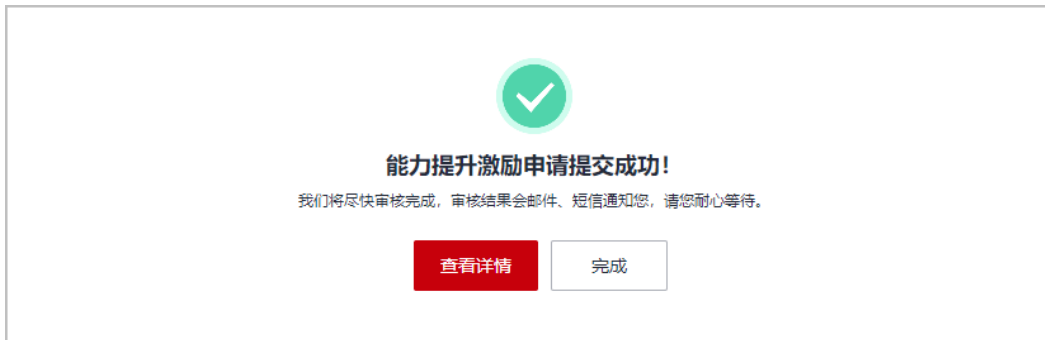 能力提升激励申请提交成功！
我们将尽快审核完成，审核结果会邮件、短信通知您，请您耐心等待。
查看详情
完成